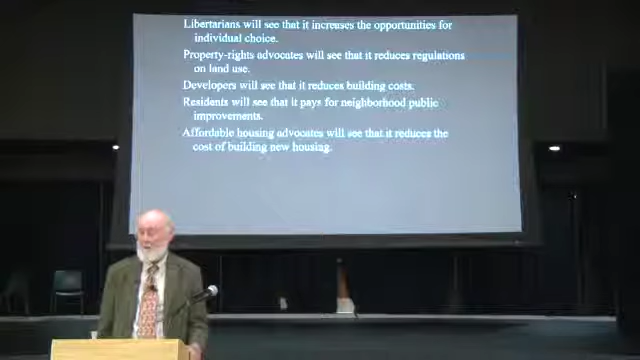 Libertarians will see that it increases the opportunities for
individual choice.
Property-rights advocates will see that it reduces regulations
on land use.
Developers will see that it reduces building costs.
Residents will see that it pays for neighborhood public
improvements.
Affordable housing advocates will see that it reduces the
cost of building new housing.